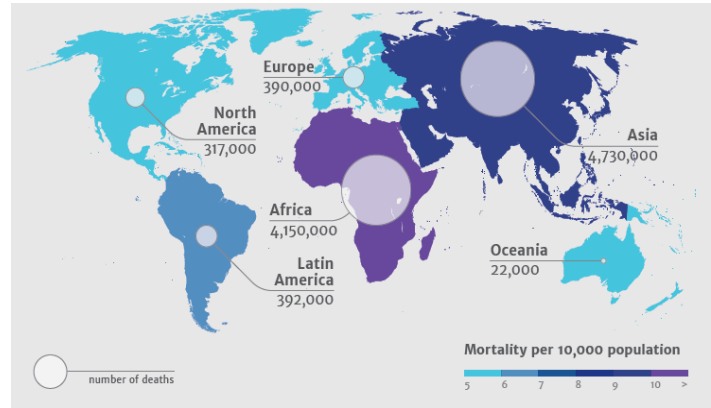 Europe
390,000
North
America
317,000
Asia
4,730,000
Africa
4,150,000
Latin
America
392,000
Oceania
22,000
number of deaths
Mortality per 10,000 population
5 6 7 8 9 10 >